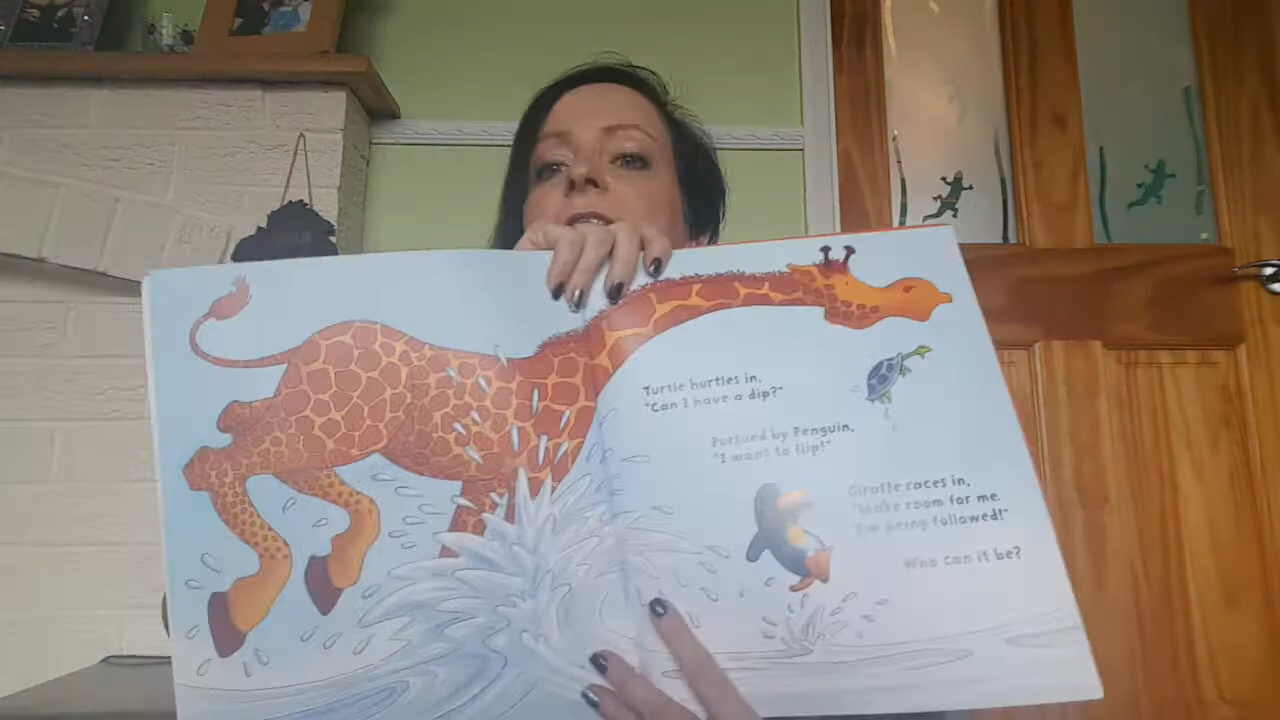 Turtle hurtles in,
"Can I have a dip?"
Pursued by Penguin,
"I want to flip!"
Giraffe races in,
"Make room for me.
I'm being followed!"
Who can it be?